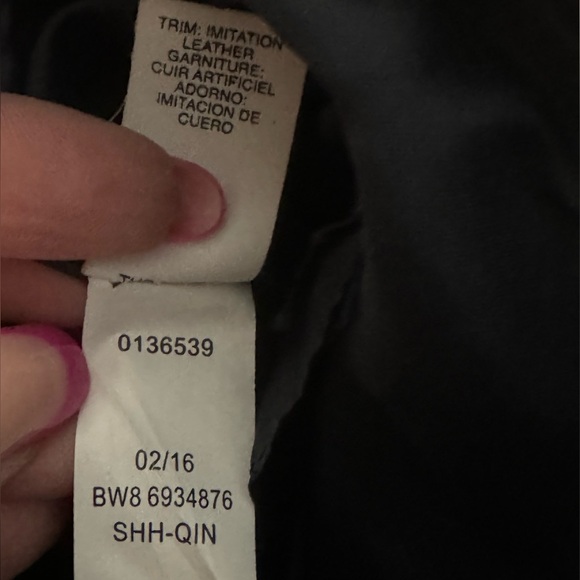 TRIM: IMITATION
LEATHER
GARNITURE:
CUIR ARTIFICIEL
ADORNO:
IMITACION DE
CUERO
0136539
02/16
BW8 6934876
SHH-QIN